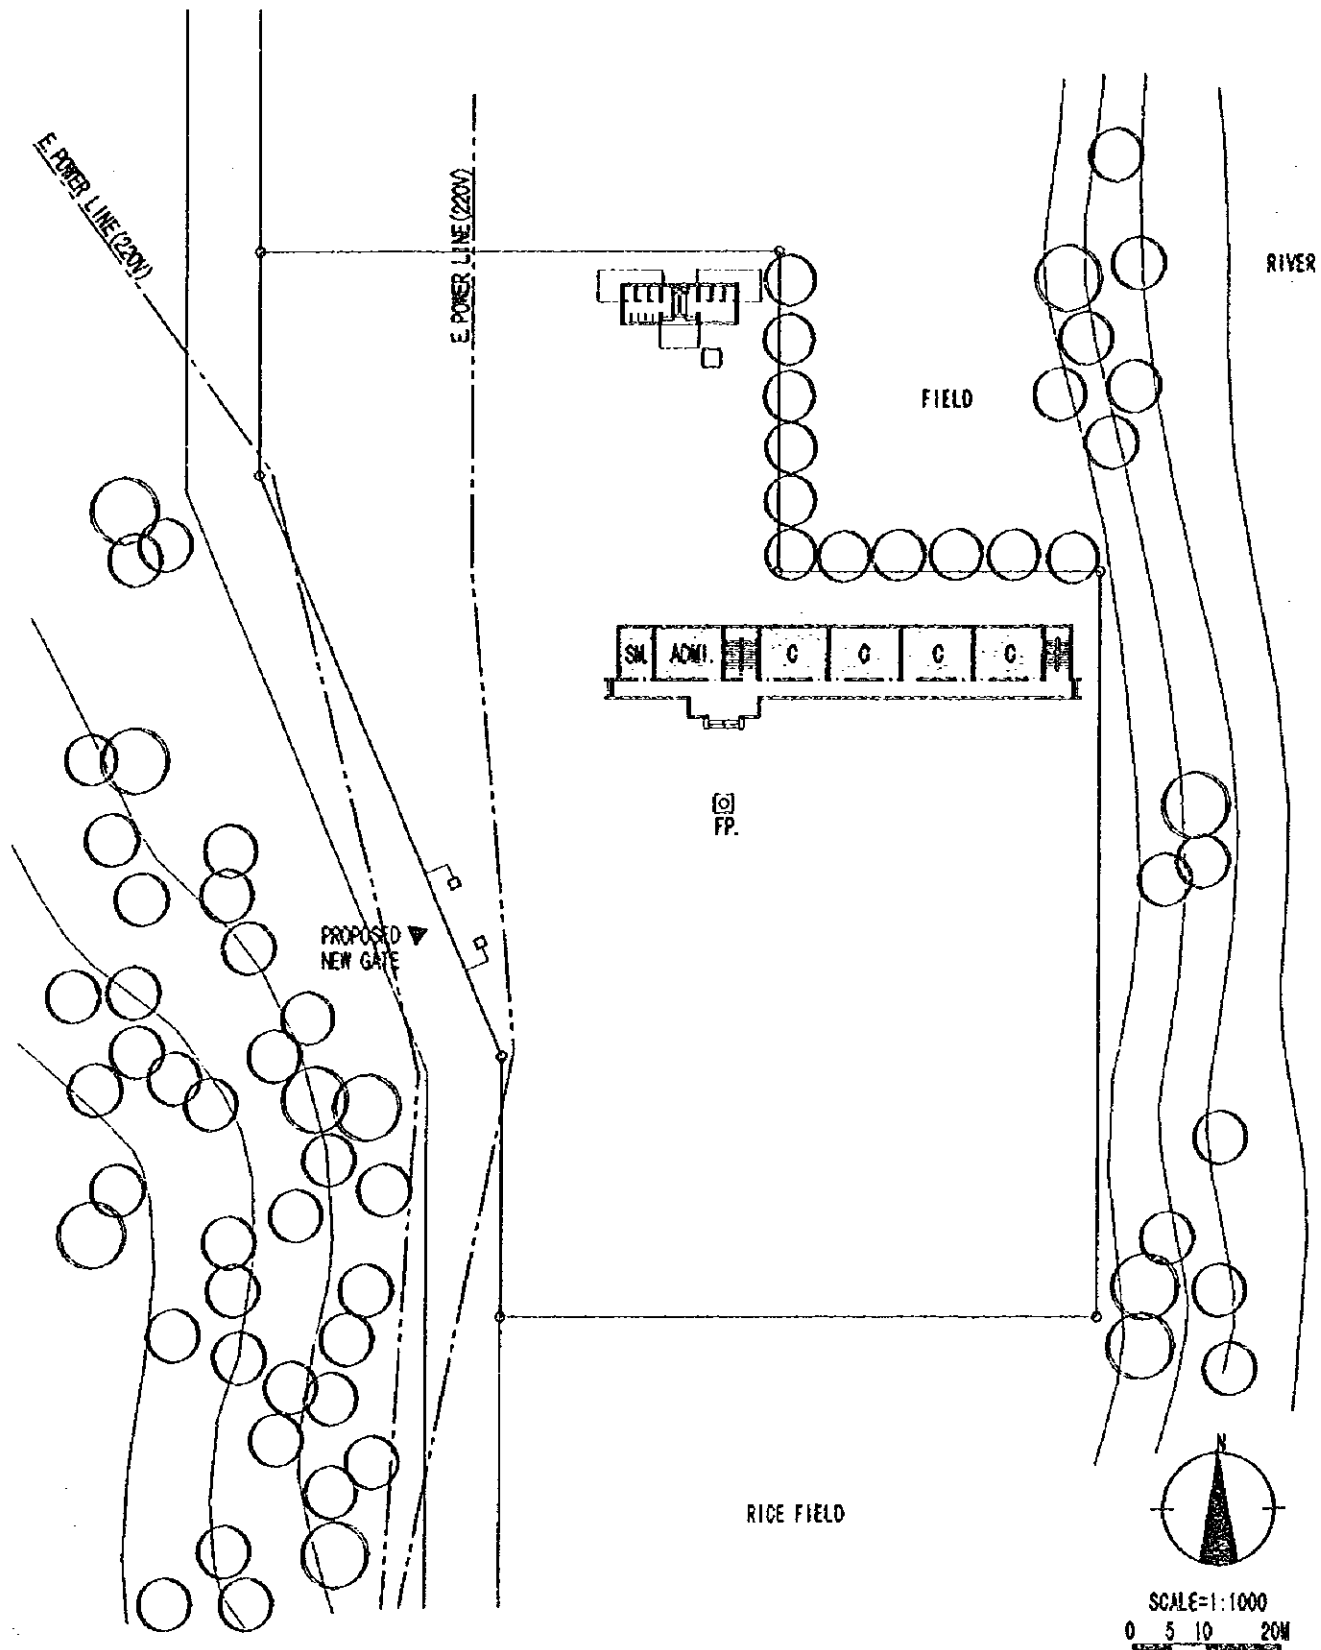 E. POWER LINE(220V)
E. POWER LINE(220V)
RIVER
FIELD
SM. ADMI. C C C C
FP.
PROPOSED
NEW GATE
RICE FIELD
N
SCALE=1:1000
0 5 10 20M